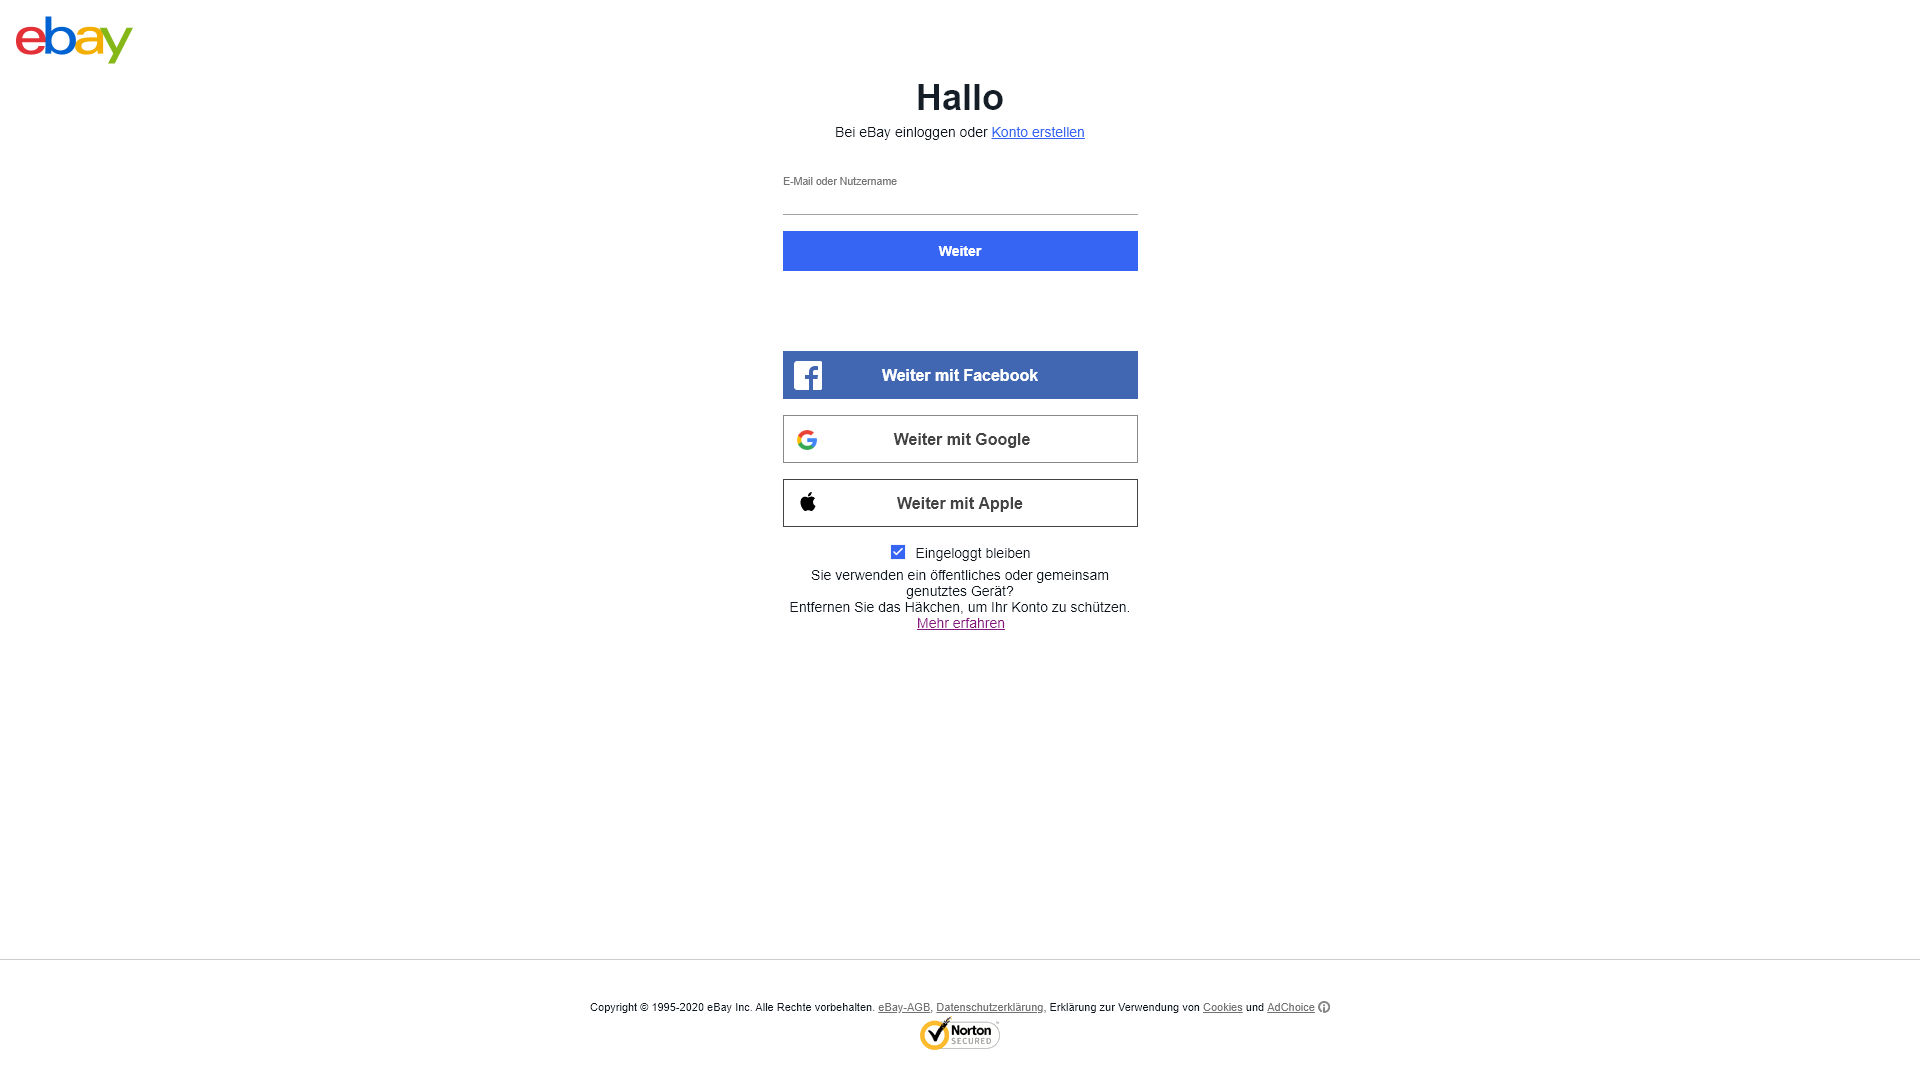 ebay
Hallo
Bei eBay einloggen oder Konto erstellen
E-Mail oder Nutzername
Weiter
Weiter mit Facebook
Weiter mit Google
Weiter mit Apple
Eingeloggt bleiben
Sie verwenden ein öffentliches oder gemeinsam
genutztes Gerät?
Entfernen Sie das Häkchen, um Ihr Konto zu schützen.
Mehr erfahren
Copyright © 1995-2020 eBay Inc. Alle Rechte vorbehalten. eBay-AGB, Datenschutzerklärung, Erklärung zur Verwendung von Cookies und AdChoice
Norton
SECURED